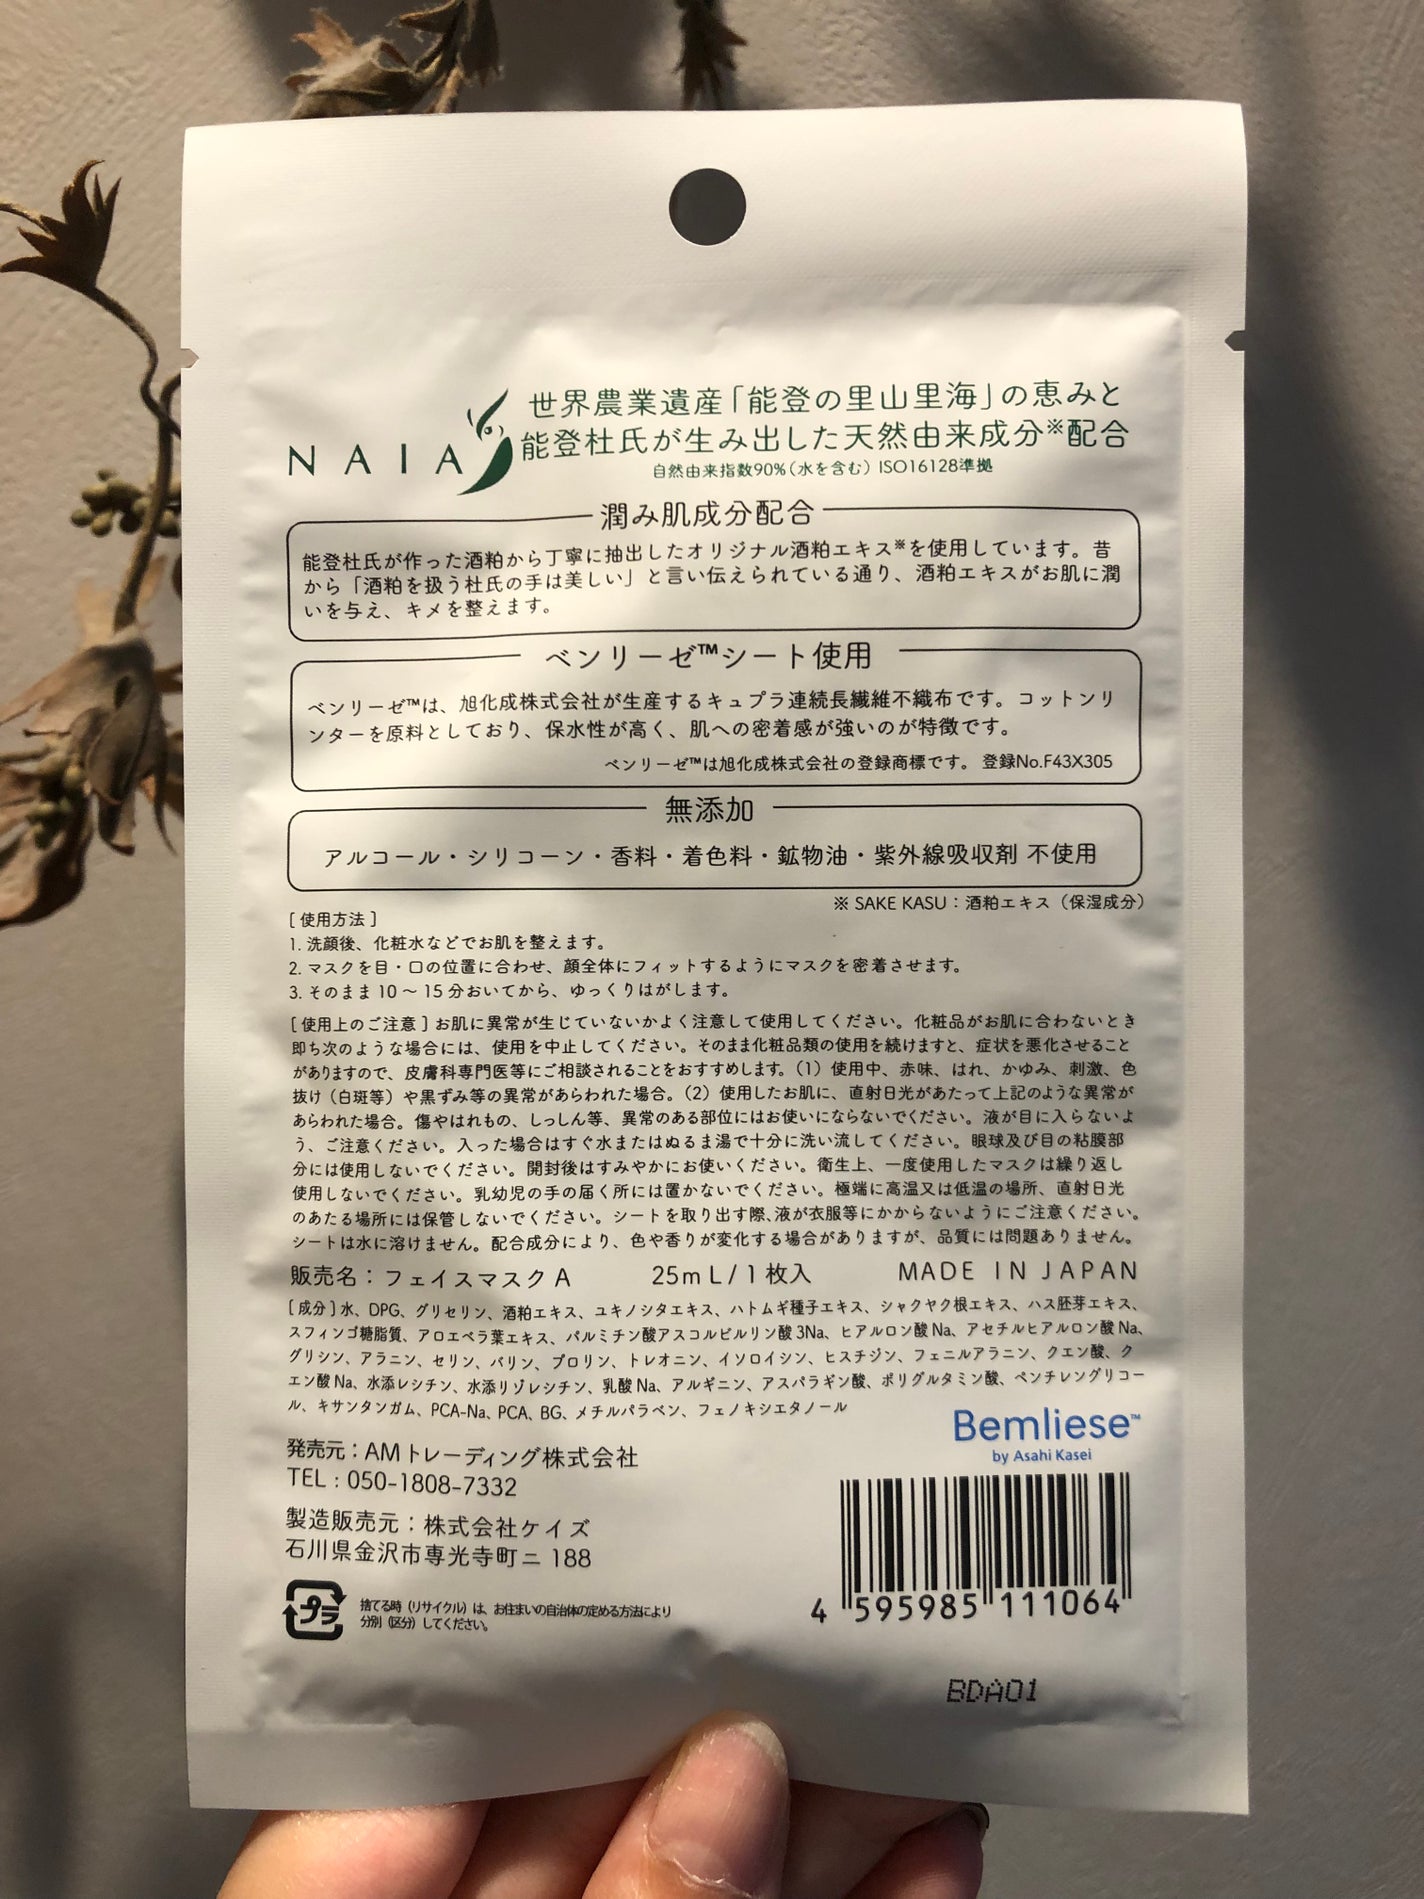 NAIA
世界農業遺産「能登の里山里海」の恵みと
能登杜氏が生み出した天然由来成分※配合
自然由来指数90%(水を含む) ISO16128準拠
潤み肌成分配合
能登杜氏が作った酒粕から丁寧に抽出したオリジナル酒粕エキス※を使用しています。昔
から「酒粕を扱う杜氏の手は美しい」と言い伝えられている通り、酒粕エキスがお肌に潤
いを与え、キメを整えます。
ベンリーゼ™シート使用
ベンリーゼ™は、旭化成株式会社が生産するキュプラ連続長繊維不織布です。コットンリ
ンターを原料としており、保水性が高く、肌への密着感が強いのが特徴です。
ベンリーゼ™は旭化成株式会社の登録商標です。 登録No.F43X305
無添加
アルコール・シリコーン・香料・着色料・鉱物油・紫外線吸収剤 不使用
※ SAKE KASU：酒粕エキス（保湿成分）
[ 使用方法 ]
1. 洗顔後、化粧水などでお肌を整えます。
2. マスクを目・口の位置に合わせ、顔全体にフィットするようにマスクを密着させます。
3. そのまま 10 ～ 15 分おいてから、ゆっくりはがします。
[ 使用上のご注意 ] お肌に異常が生じていないかよく注意して使用してください。化粧品がお肌に合わないとき
即ち次のような場合には、使用を中止してください。そのまま化粧品類の使用を続けますと、症状を悪化させること
がありますので、皮膚科専門医等にご相談されることをおすすめします。（1）使用中、赤味、はれ、かゆみ、刺激、色
抜け（白斑等）や黒ずみ等の異常があらわれた場合。（2）使用したお肌に、直射日光があたって上記のような異常が
あらわれた場合。傷やはれもの、しっしん等、異常のある部位にはお使いにならないでください。液が目に入らないよ
う、ご注意ください。入った場合はすぐ水またはぬるま湯で十分に洗い流してください。眼球及び目の粘膜部
分には使用しないでください。開封後はすみやかにお使いください。衛生上、一度使用したマスクは繰り返し
使用しないでください。乳幼児の手の届く所には置かないでください。極端に高温又は低温の場所、直射日光
のあたる場所には保管しないでください。シートを取り出す際、液が衣服等にかからないようにご注意ください。
シートは水に溶けません。配合成分により、色や香りが変化する場合がありますが、品質には問題ありません。
販売名：フェイスマスク A 25ｍL / 1 枚入 MADE IN JAPAN
[ 成分 ] 水、DPG、グリセリン、酒粕エキス、ユキノシタエキス、ハトムギ種子エキス、シャクヤク根エキス、ハス胚芽エキス、
スフィンゴ糖脂質、アロエベラ葉エキス、パルミチン酸アスコルビルリン酸 3Na、ヒアルロン酸 Na、アセチルヒアルロン酸 Na、
グリシン、アラニン、セリン、バリン、プロリン、トレオニン、イソロイシン、ヒスチジン、フェニルアラニン、クエン酸、ク
エン酸 Na、水添レシチン、水添リゾレシチン、乳酸 Na、アルギニン、アスパラギン酸、ポリグルタミン酸、ペンチレングリコー
ル、キサンタンガム、PCA-Na、PCA、BG、メチルパラベン、フェノキシエタノール
Bemliese™
by Asahi Kasei
発売元：AMトレーディング株式会社
TEL : 050-1808-7332
製造販売元：株式会社ケイズ
石川県金沢市専光寺町ニ 188
プラ
捨てる時（リサイクル）は、お住まいの自治体の定める方法により
分別（区分）してください。
4 595985 111064
BDA01